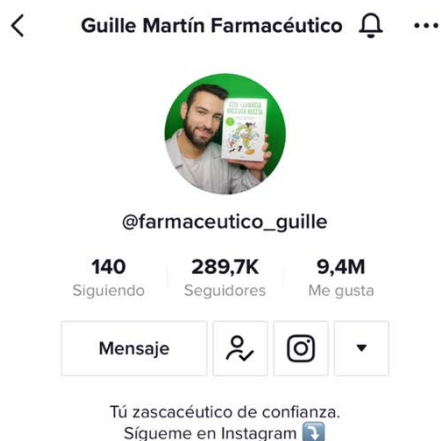 Guille Martín Farmacéutico
@farmaceutico_guille
140 289,7K 9,4M
Siguiendo Seguidores Me gusta
Mensaje
Tú zascacéutico de confianza.
Sígueme en Instagram